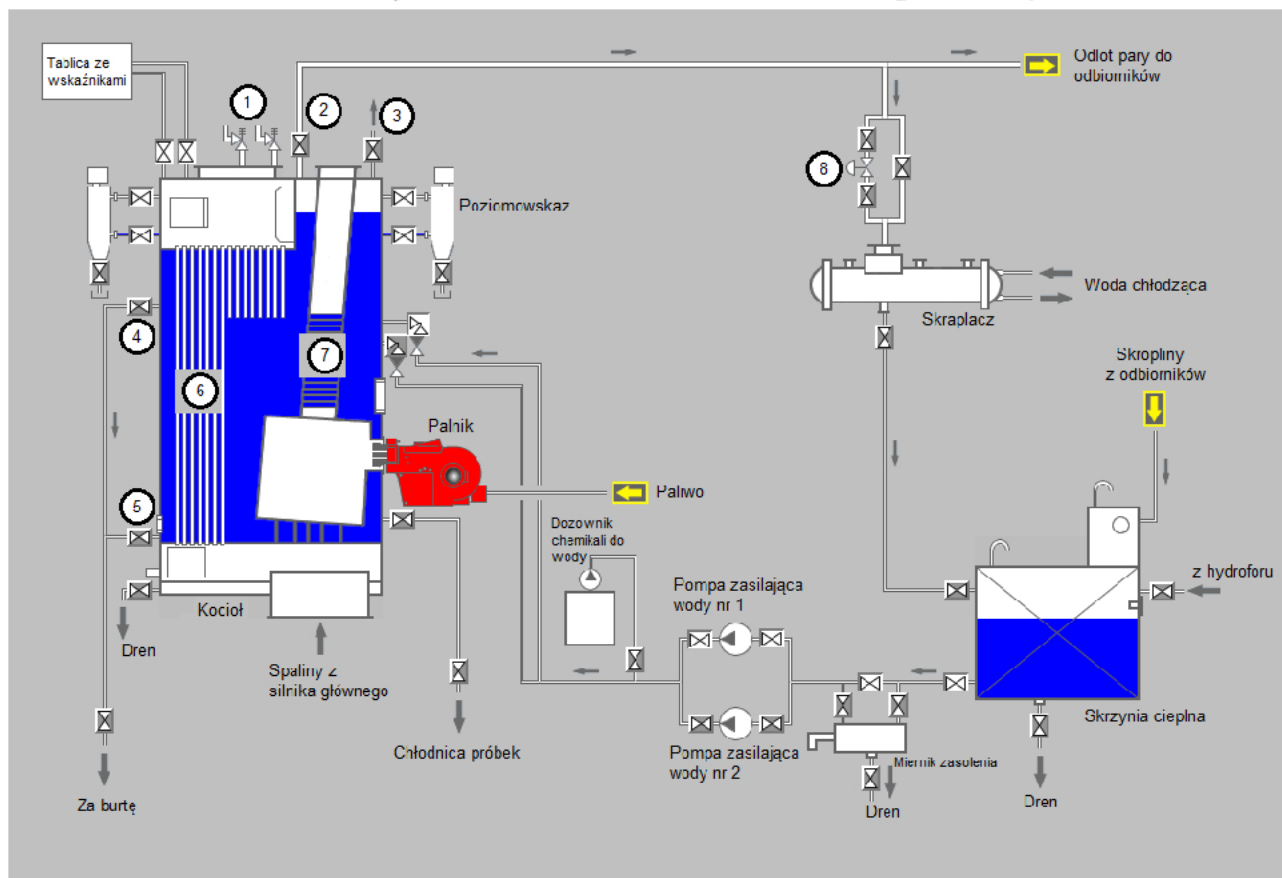 Tablica ze
wskaźnikami
1
2
3
Odlot pary do
odbiorników
8
Poziomowskaz
Woda chłodząca
Skraplacz
4
7
6
Skropliny
z odbiorników
Palnik
5
Paliwo
Dozownik
chemikali do
wody
z hydroforu
Pompa zasilająca
wody nr 1
Kocioł
Dren
Spaliny z
silnika głównego
Skrzynia cieplna
Chłodnica próbek
Pompa zasilająca
wody nr 2
Miernik zasolenia
Za burtę
Dren
Dren